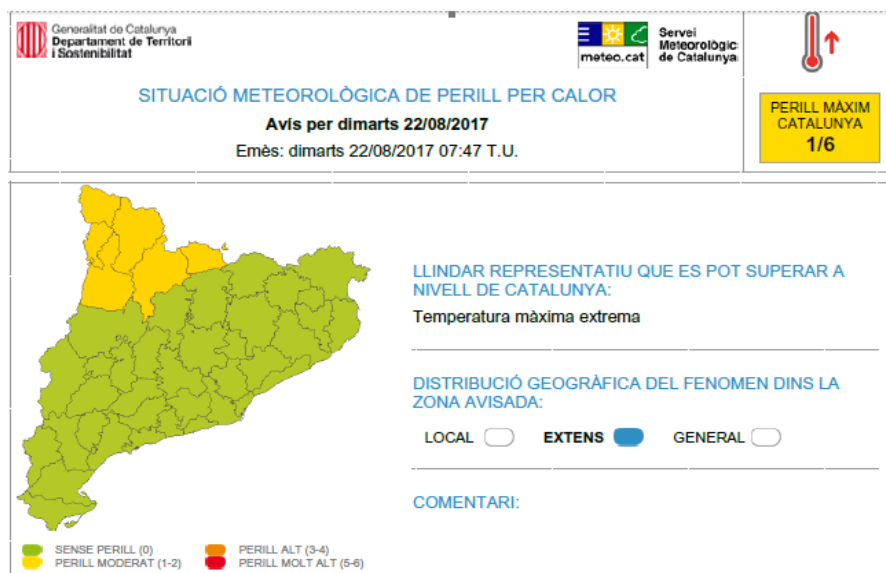 Generalitat de Catalunya
Departament de Territori
i Sostenibilitat
meteo.cat
Servei
Meteorològic
de Catalunya
SITUACIÓ METEOROLÒGICA DE PERILL PER CALOR
Avís per dimarts 22/08/2017
Emès: dimarts 22/08/2017 07:47 T.U.
PERILL MÀXIM
CATALUNYA
1/6
LLINDAR REPRESENTATIU QUE ES POT SUPERAR A
NIVELL DE CATALUNYA:
Temperatura màxima extrema
DISTRIBUCIÓ GEOGRÀFICA DEL FENOMEN DINS LA
ZONA AVISADA:
LOCAL EXTENS GENERAL
COMENTARI:
SENSE PERILL (0) PERILL ALT (3-4)
PERILL MODERAT (1-2) PERILL MOLT ALT (5-6)